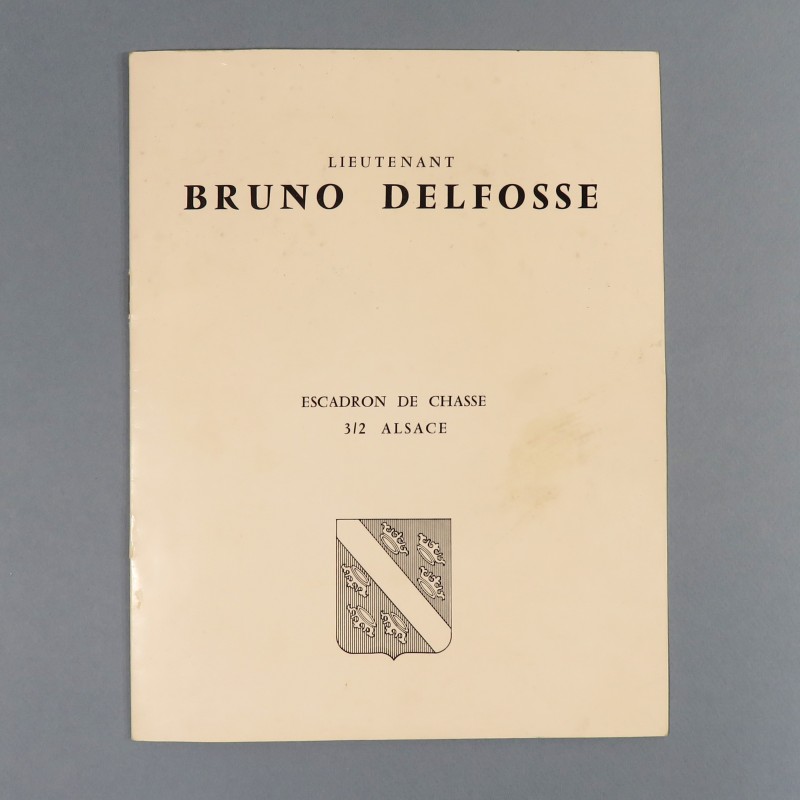 LIEUTENANT
BRUNO DELFOSSE
ESCADRON DE CHASSE
3/2 ALSACE